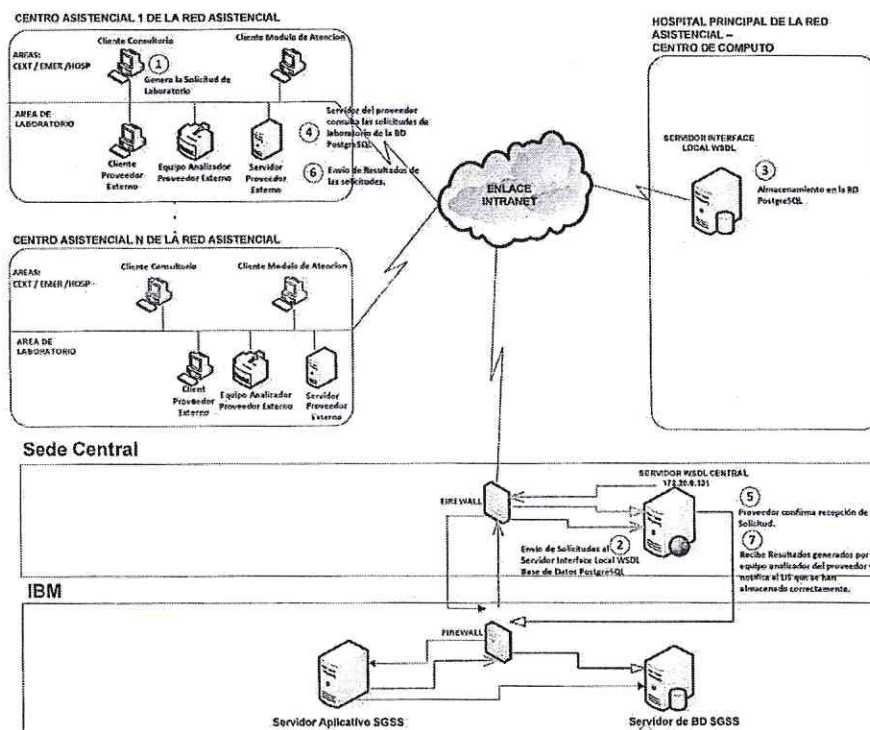 CENTRO ASISTENCIAL 1 DE LA RED ASISTENCIAL
Cliente Consultorio
Cliente Modulo de Atencion
AREAS:
CEXT / EMER /HOSP
1
Genera la Solicitud de
Laboratorio
AREA DE
LABORATORIO
Cliente
Proveedor
Externo
Equipo Analizador
Proveedor Externo
Servidor
Proveedor
Externo
4
Servidor del proveedor
consulta las solicitudes de
laboratorio de la BD
PostgreSQL
6
Envio de Resultados de
las solicitudes.
CENTRO ASISTENCIAL N DE LA RED ASISTENCIAL
AREAS:
CEXT / EMER /HOSP
Cliente Consultorio
Cliente Modulo de Atencion
AREA DE
LABORATORIO
Client
Proveedor
Externo
Equipo Analizador
Proveedor Externo
Servidor
Proveedor
Externo
ENLACE
INTRANET
HOSPITAL PRINCIPAL DE LA RED
ASISTENCIAL –
CENTRO DE COMPUTO
SERVIDOR INTERFACE
LOCAL WSDL
3
Almacenamiento en la BD
PostgreSQL.
Sede Central
FIREWALL
SERVIDOR WSDL CENTRAL
172.20.0.131
Envio de Solicitudas al 2
Servidor Interface Local WSDL
Base de Datos PostgreSQL
5
Proveedor confirma recepción de
Solicitud.
7
Recibe Resultados generados por
equipo analizador del proveedor
notifica el LIS que se han
almacenado correctamente.
IBM
FIREWALL
Servidor Aplicativo SGSS
Servidor de BD SGSS